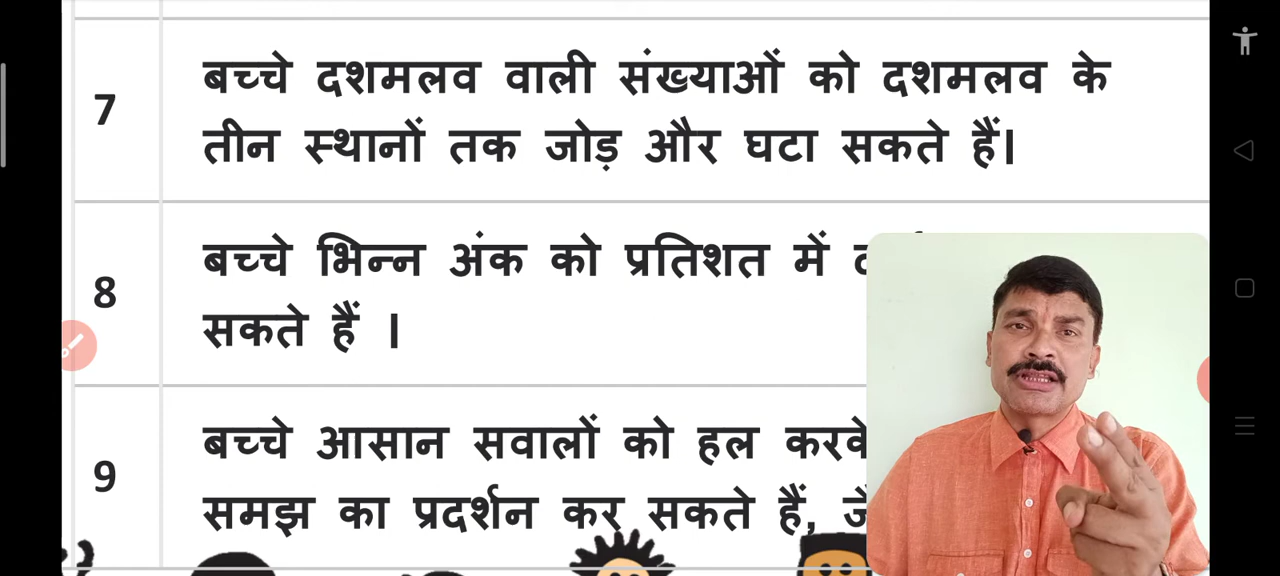 7
बच्चे दशमलव वाली संख्याओं को दशमलव के
तीन स्थानों तक जोड़ और घटा सकते हैं।
8
बच्चे भिन्न अंक को प्रतिशत में
सकते हैं ।
9
बच्चे आसान सवालों को हल
समझ का प्रदर्शन कर सकते हैं,